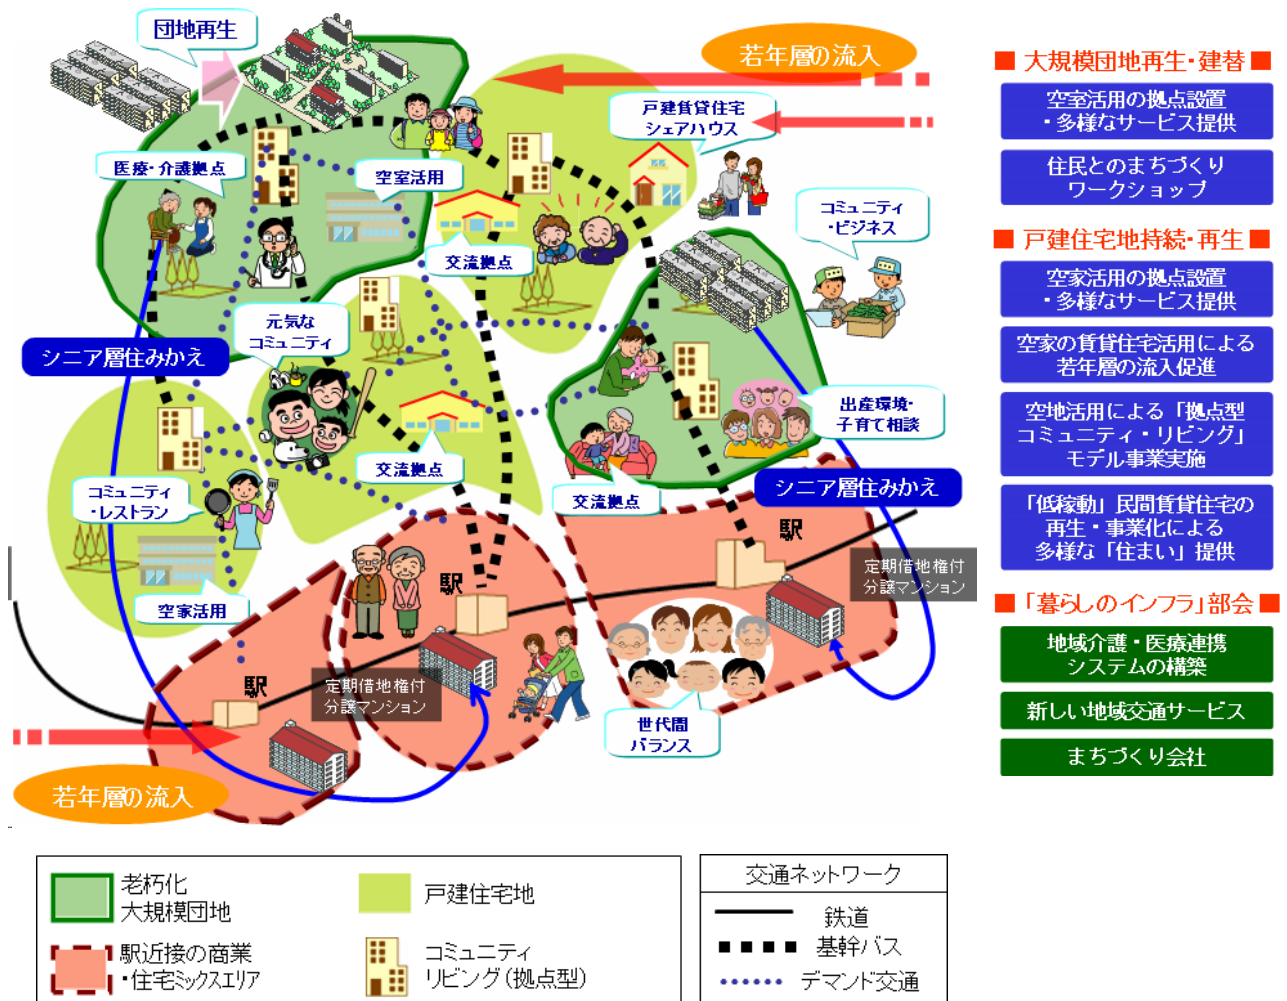 団地再生
若年層の流入
戸建賃貸住宅
シェアハウス
医療・介護拠点
空室活用
コミュニティ
・ビジネス
交流拠点
元気な
コミュニティ
シニア層住みかえ
出産環境・
子育て相談
交流拠点
コミュニティ
・レストラン
交流拠点
シニア層住みかえ
空家活用
駅
駅
駅
定期借地権付
分譲マンション
定期借地権付
分譲マンション
世代間
バランス
若年層の流入
■ 大規模団地再生・建替 ■
空室活用の拠点設置
・多様なサービス提供
住民とのまちづくり
ワークショップ
■ 戸建住宅地持続・再生 ■
空家活用の拠点設置
・多様なサービス提供
空家の賃貸住宅活用による
若年層の流入促進
空地活用による「拠点型
コミュニティ・リビング」
モデル事業実施
「低稼動」民間賃貸住宅の
再生・事業化による
多様な「住まい」提供
■ 「暮らしのインフラ」部会 ■
地域介護・医療連携
システムの構築
新しい地域交通サービス
まちづくり会社
老朽化
大規模団地
戸建住宅地
駅近接の商業
・住宅ミックスエリア
コミュニティ
リビング(拠点型)
交通ネットワーク
鉄道
基幹バス
デマンド交通